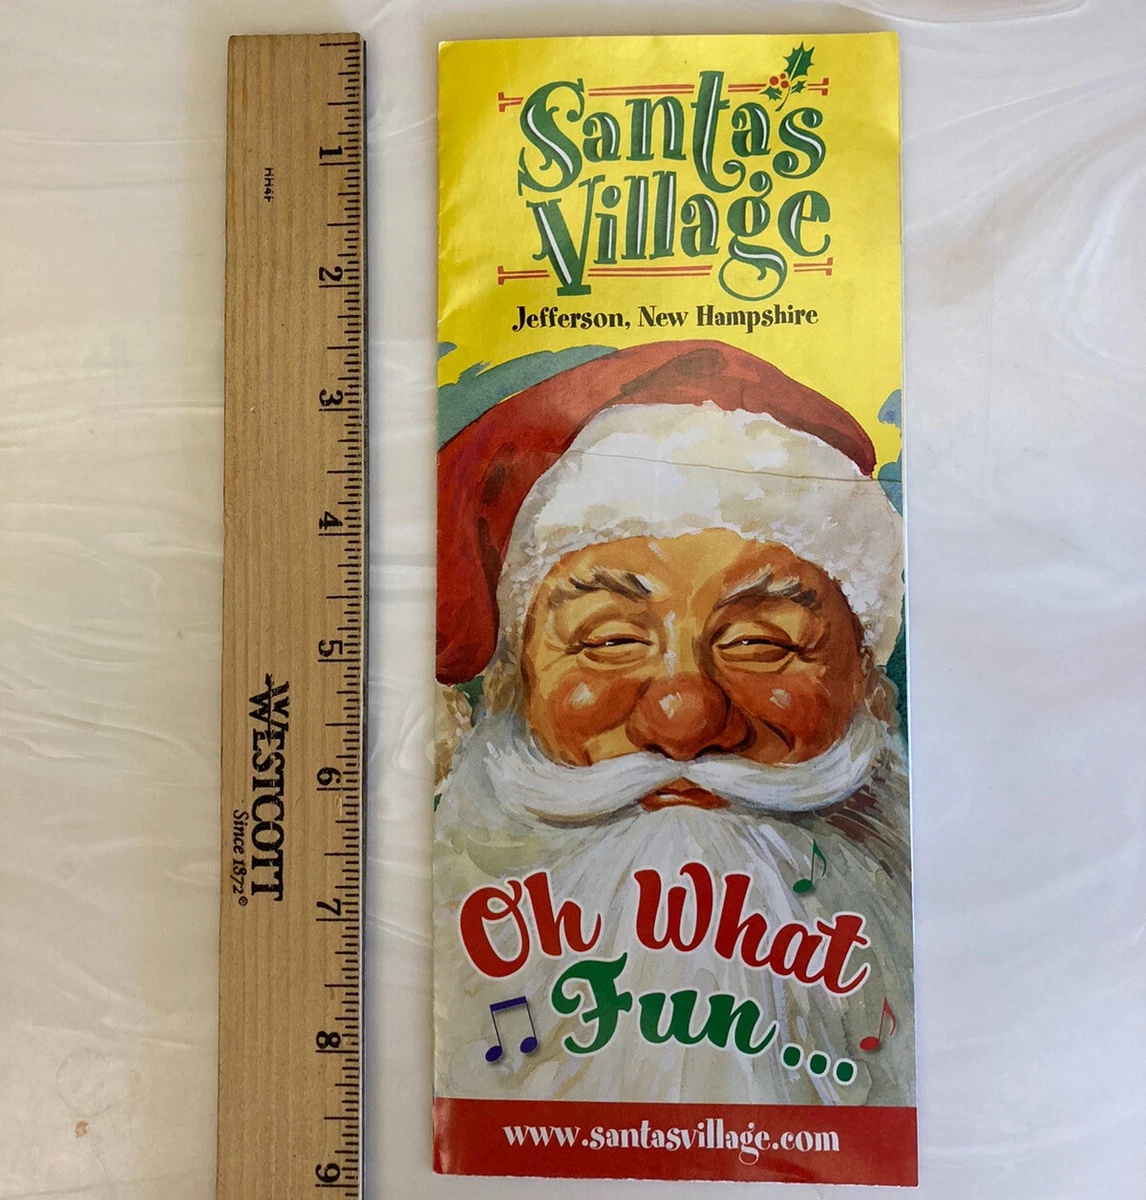 Santa's
Village
Jefferson, New Hampshire
Oh What
Fun...
www.santasvillage.com
1
2
3
4
5
6
7
8
9
HH4F
WESTCOTT
Since 1872®